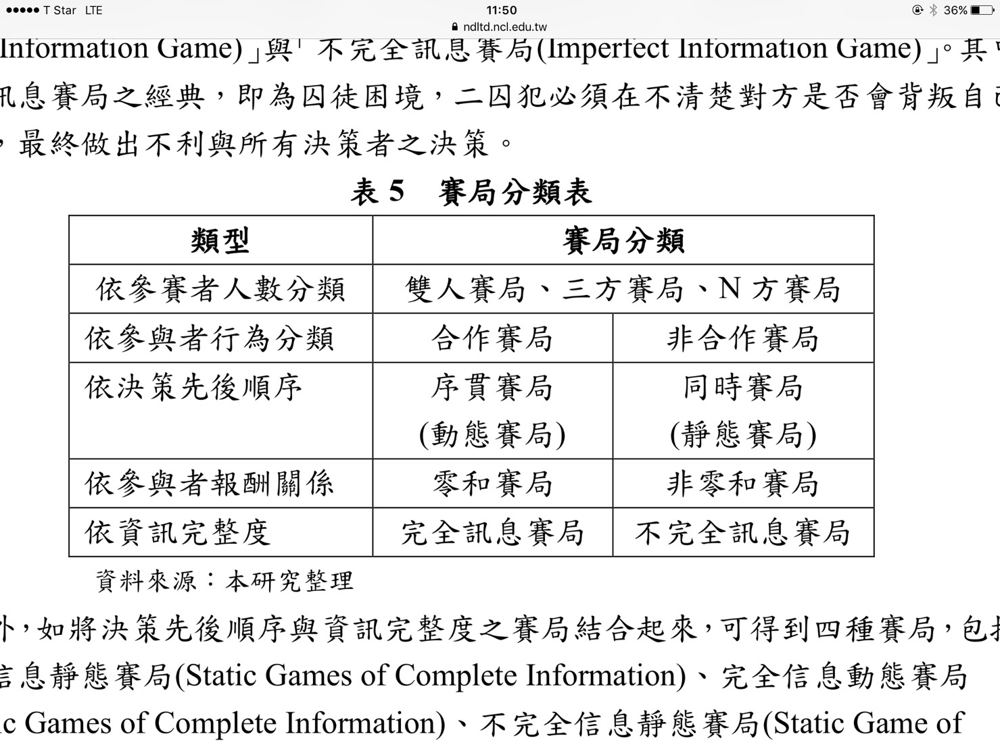 T Star LTE 11:50 36%
ndltd.ncl.edu.tw
Information Game)」與「不完全訊息賽局(Imperfect Information Game)」。其
訊息賽局之經典，即為囚徒困境，二囚犯必須在不清楚對方是否會背叛自己
，最終做出不利與所有決策者之決策。
表 5 賽局分類表
類型 賽局分類
依參賽者人數分類 雙人賽局、三方賽局、N 方賽局
依參與者行為分類 合作賽局 非合作賽局
依決策先後順序 序貫賽局 同時賽局
(動態賽局) (靜態賽局)
依參與者報酬關係 零和賽局 非零和賽局
依資訊完整度 完全訊息賽局 不完全訊息賽局
資料來源：本研究整理
外，如將決策先後順序與資訊完整度之賽局結合起來，可得到四種賽局，包括
信息靜態賽局(Static Games of Complete Information)、完全信息動態賽局
ic Games of Complete Information)、不完全信息靜態賽局(Static Game of